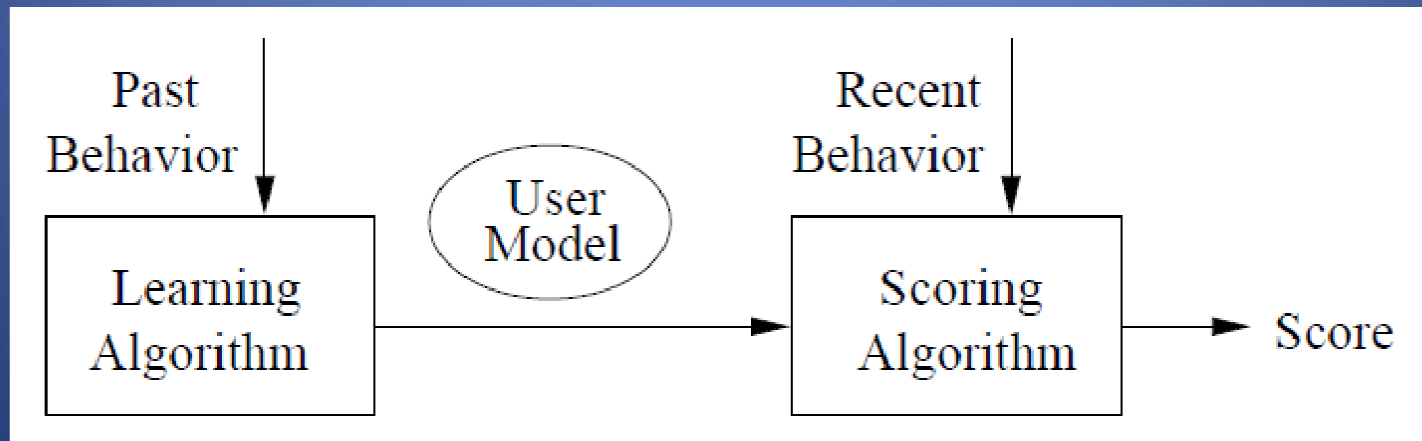 Past
Behavior
Recent
Behavior
User
Model
Learning
Algorithm
Scoring
Algorithm
Score